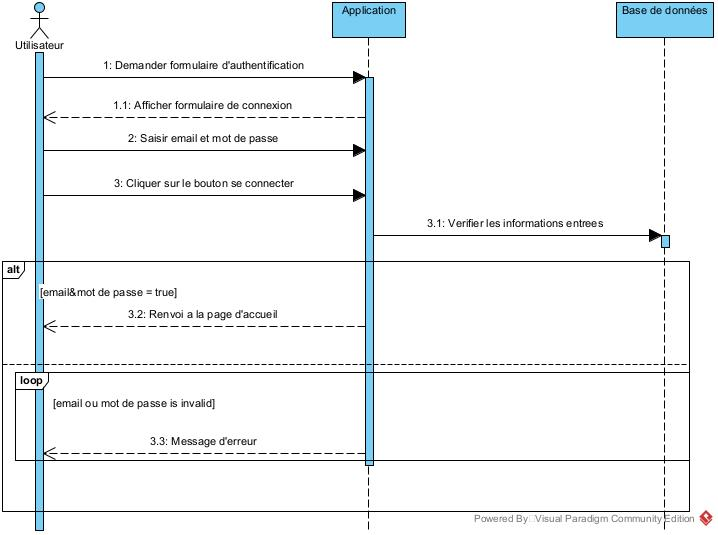 Utilisateur
Application
Base de données
1: Demander formulaire d'authentification
1.1: Afficher formulaire de connexion
2: Saisir email et mot de passe
3: Cliquer sur le bouton se connecter
3.1: Verifier les informations entrees
alt
[email&mot de passe = true]
3.2: Renvoi a la page d'accueil
loop
[email ou mot de passe is invalid]
3.3: Message d'erreur
Powered By Visual Paradigm Community Edition